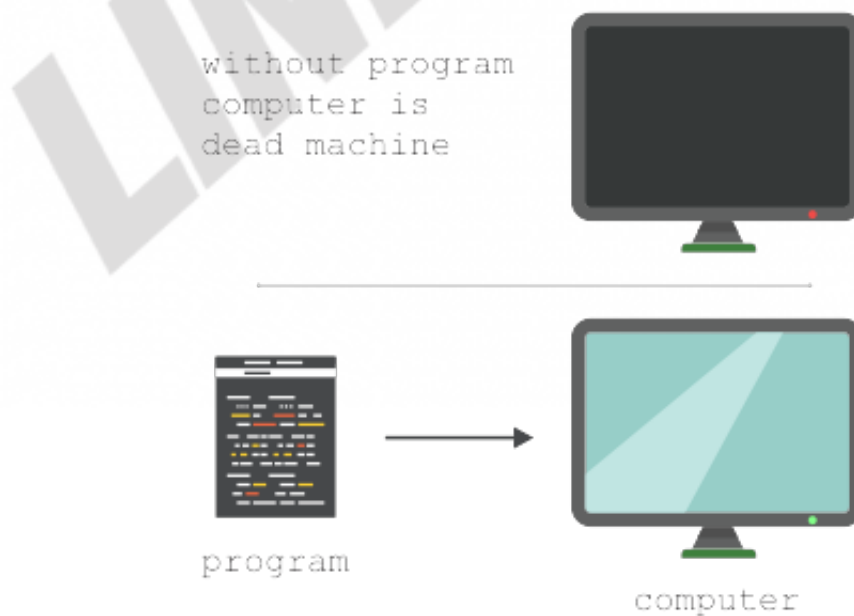 without program
computer is
dead machine
program
computer